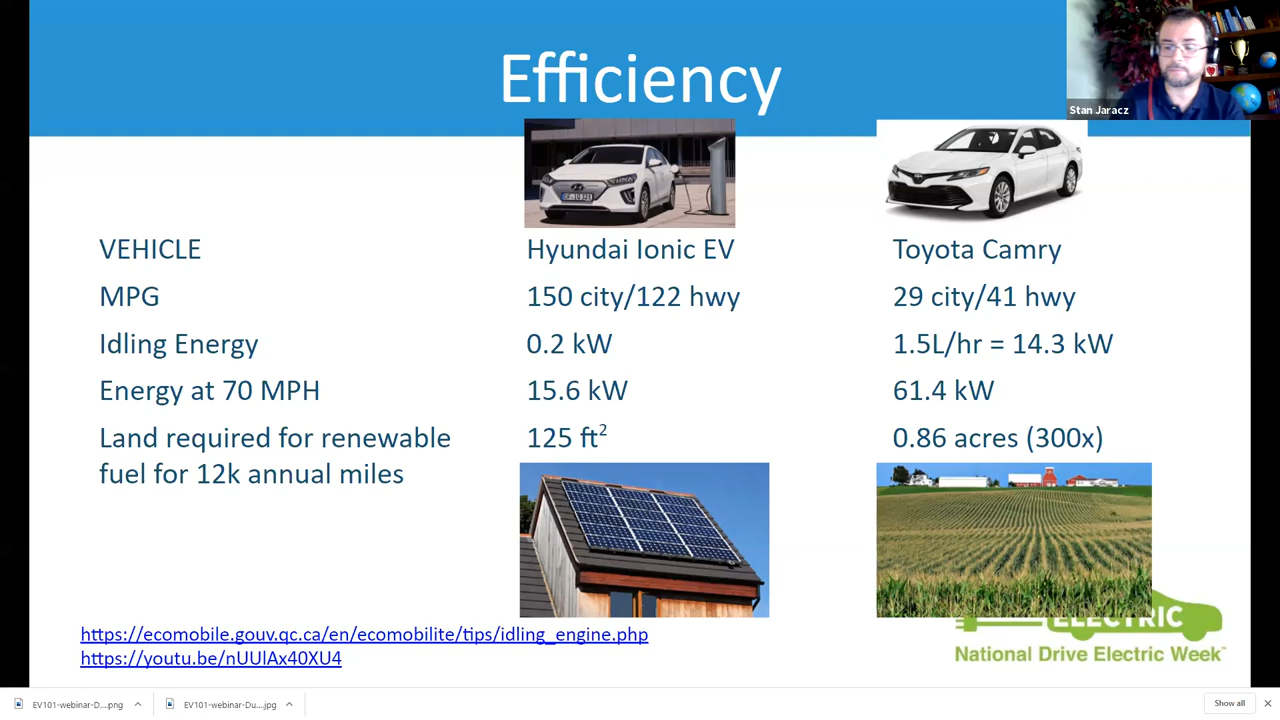 Efficiency
Stan Jaracz
VEHICLE Hyundai Ionic EV Toyota Camry
MPG 150 city/122 hwy 29 city/41 hwy
Idling Energy 0.2 kW 1.5L/hr = 14.3 kW
Energy at 70 MPH 15.6 kW 61.4 kW
Land required for renewable 125 ft² 0.86 acres (300x)
fuel for 12k annual miles
ELECTRIC
https://ecomobile.gouv.qc.ca/en/ecomobilite/tips/idling_engine.php
National Drive Electric Week™
https://youtu.be/nUUlAx40XU4
EV101-webinar-D....png
EV101-webinar-Du....jpg
Show all